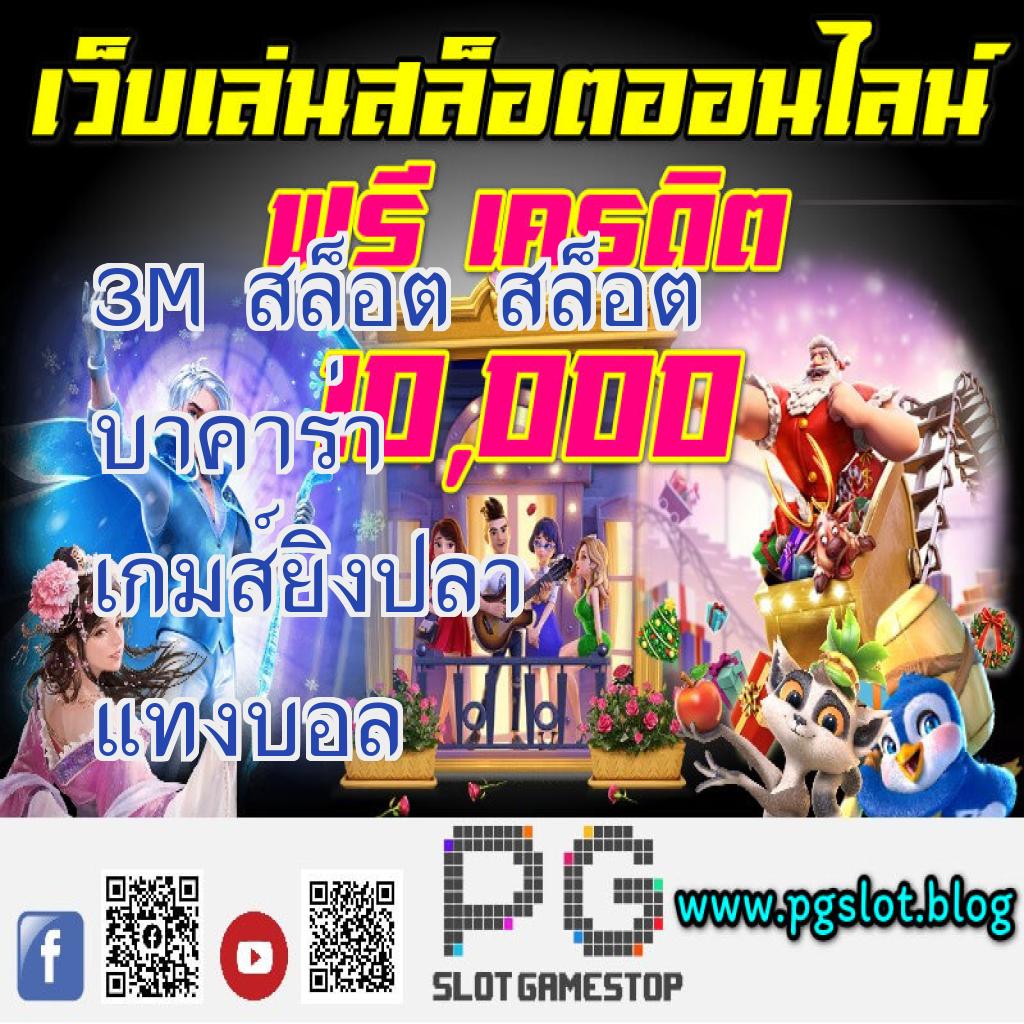 เว็บเล่นสล็อตออนไลน์
ฟรี เครดิต
10,000
3M สล็อต สล็อต
,
บาคารา
เกมส์ยิงปลา
แทงบอล
PG
SLOT GAMESTOP
www.pgslot.blog